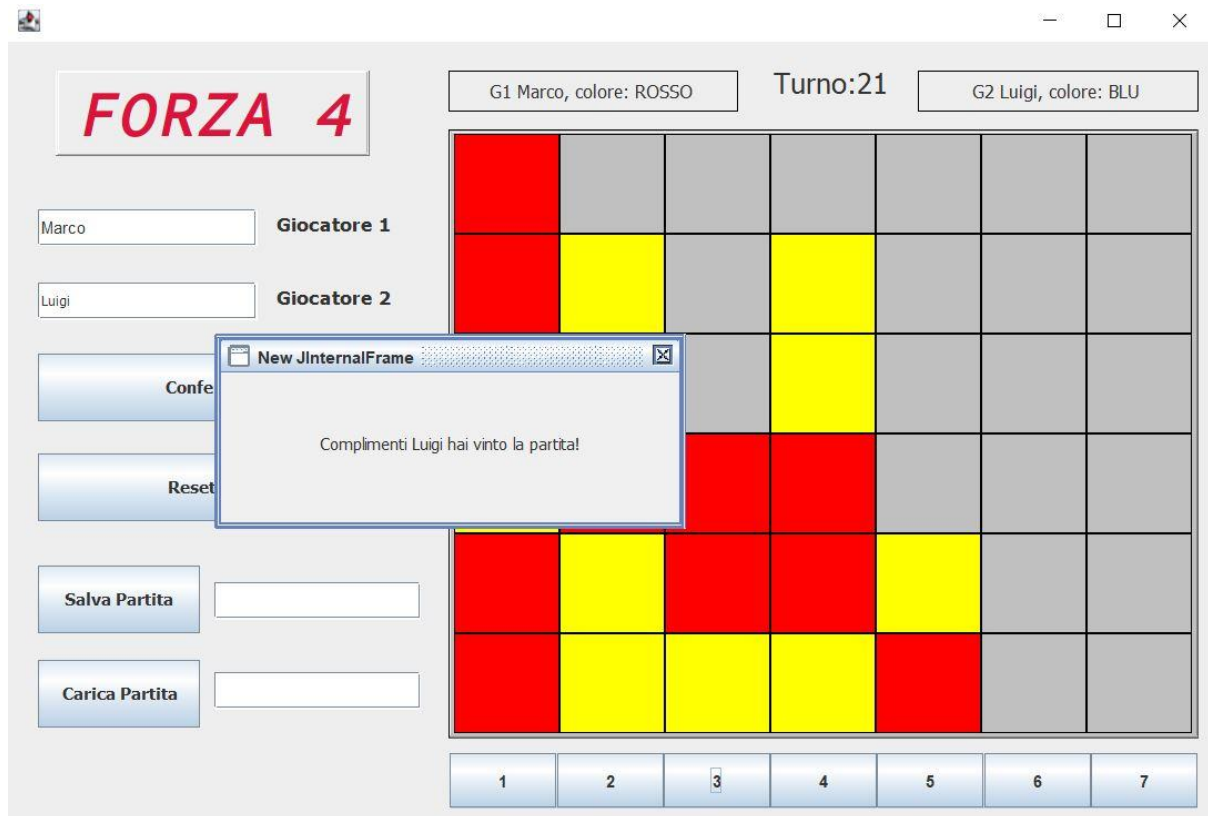 FORZA 4
G1 Marco, colore: ROSSO
Turno:21
G2 Luigi, colore: BLU
Marco
Giocatore 1
Luigi
Giocatore 2
Confe
New JInternalFrame
Complimenti Luigi hai vinto la partita!
Reset
Salva Partita
Carica Partita
1
2
3
4
5
6
7